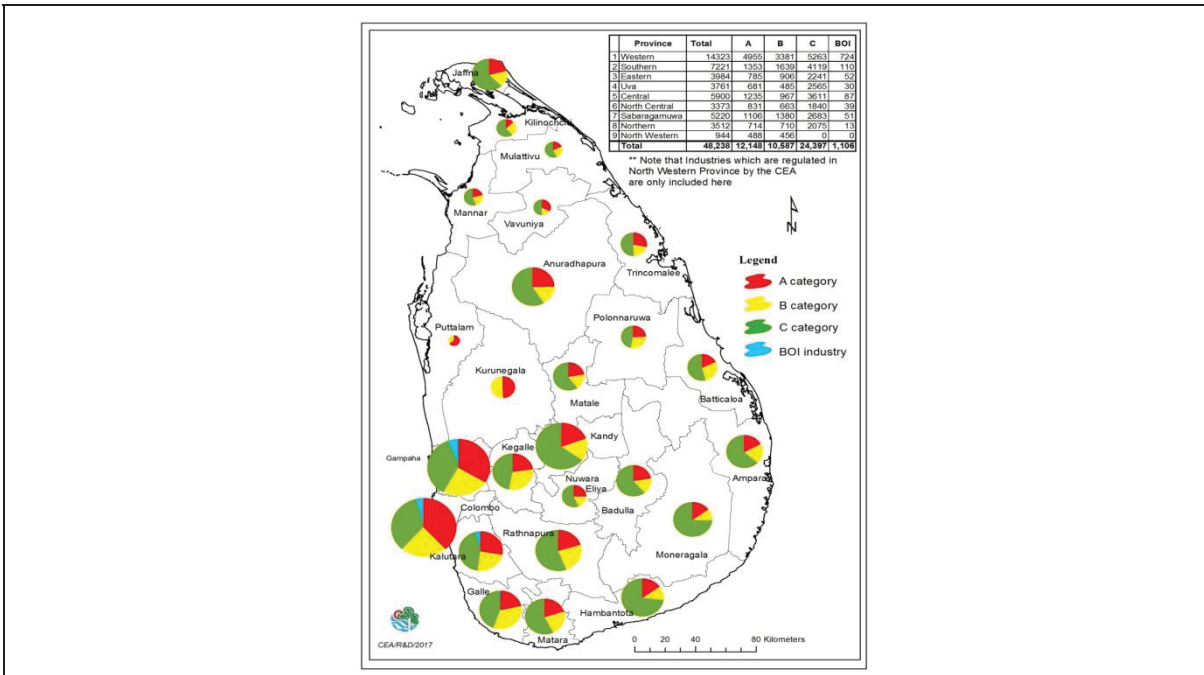 Province Total A B C BOI
1 Western 14323 4955 3381 5263 724
2 Southern 7221 1353 1639 4119 110
3 Eastern 3984 785 906 2241 52
4 Uva 3761 681 485 2565 30
5 Central 5900 1235 967 3611 87
6 North Central 3373 831 663 1840 39
7 Sabaragamuwa 5220 1106 1380 2683 51
8 Northern 3512 714 710 2075 13
9 North Western 944 488 456 0 0
Total 48,238 12,148 10,587 24,397 1,106
** Note that Industries which are regulated in
North Western Province by the CEA
are only included here
N
Legend
A category
B category
C category
BOI industry
Jaffna
Kilinochchi
Mulattivu
Mannar
Vavuniya
Trincomalee
Anuradhapura
Polonnaruwa
Puttalam
Kurunegala
Matale
Batticaloa
Kandy
Kegalle
Gampaha
Nuwara
Eliya
Ampara
Badulla
Colombo
Rathnapura
Moneragala
Kalutara
Galle
Hambantota
Matara
0 20 40 80 Kilometers
CEA/R&D/2017